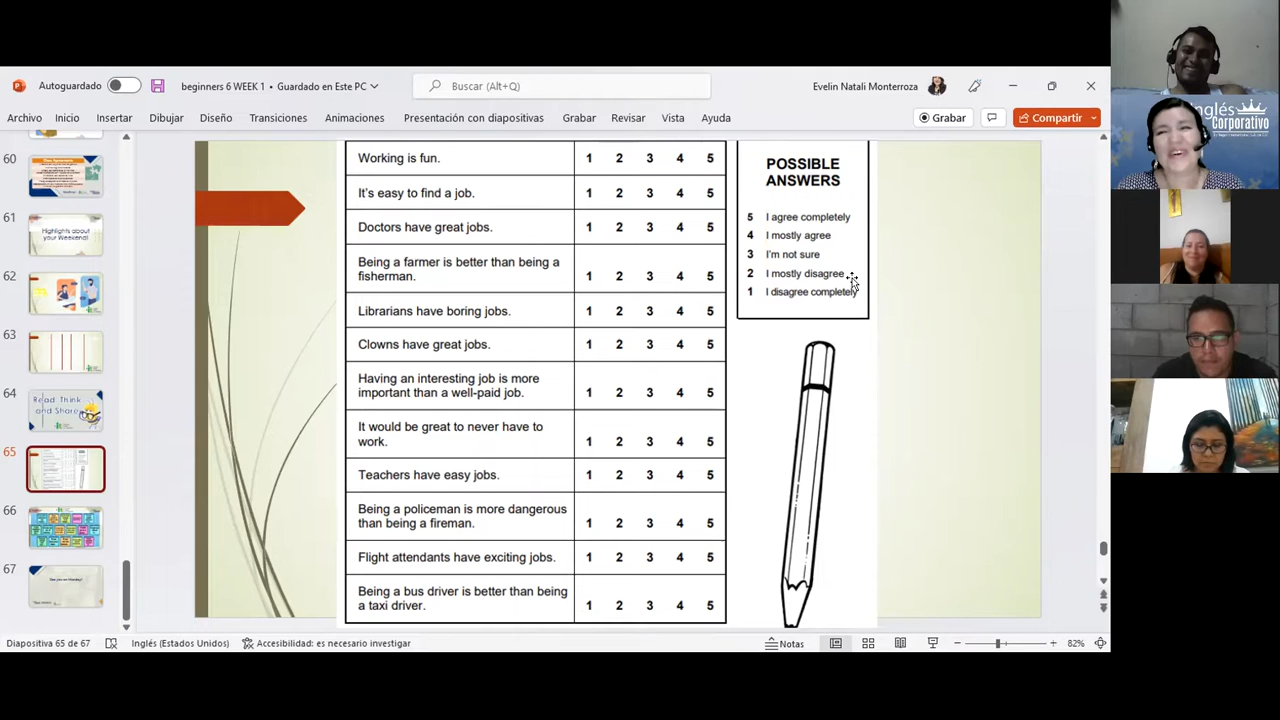 Autoguardado
beginners 6 WEEK 1 • Guardado en Este PC
Buscar (Alt+Q)
Evelin Natali Monterroza
Archivo Inicio Insertar Dibujar Diseño Transiciones Animaciones Presentación con diapositivas Grabar Revisar Vista Ayuda
Grabar
Compartir
60
61
Highlights about
your Weekend!
62
63
64
Read, Think
and Share
65
66
67
Working is fun. 1 2 3 4 5
It's easy to find a job. 1 2 3 4 5
Doctors have great jobs. 1 2 3 4 5
Being a farmer is better than being a
fisherman. 1 2 3 4 5
Librarians have boring jobs. 1 2 3 4 5
Clowns have great jobs. 1 2 3 4 5
Having an interesting job is more
important than a well-paid job. 1 2 3 4 5
It would be great to never have to
work. 1 2 3 4 5
Teachers have easy jobs. 1 2 3 4 5
Being a policeman is more dangerous
than being a fireman. 1 2 3 4 5
Flight attendants have exciting jobs. 1 2 3 4 5
Being a bus driver is better than being
a taxi driver. 1 2 3 4 5
POSSIBLE
ANSWERS
5 I agree completely
4 I mostly agree
3 I'm not sure
2 I mostly disagree
1 I disagree completely
Diapositiva 65 de 67
Inglés (Estados Unidos)
Accesibilidad: es necesario investigar
Notas
82%
Inglés
Corporativo